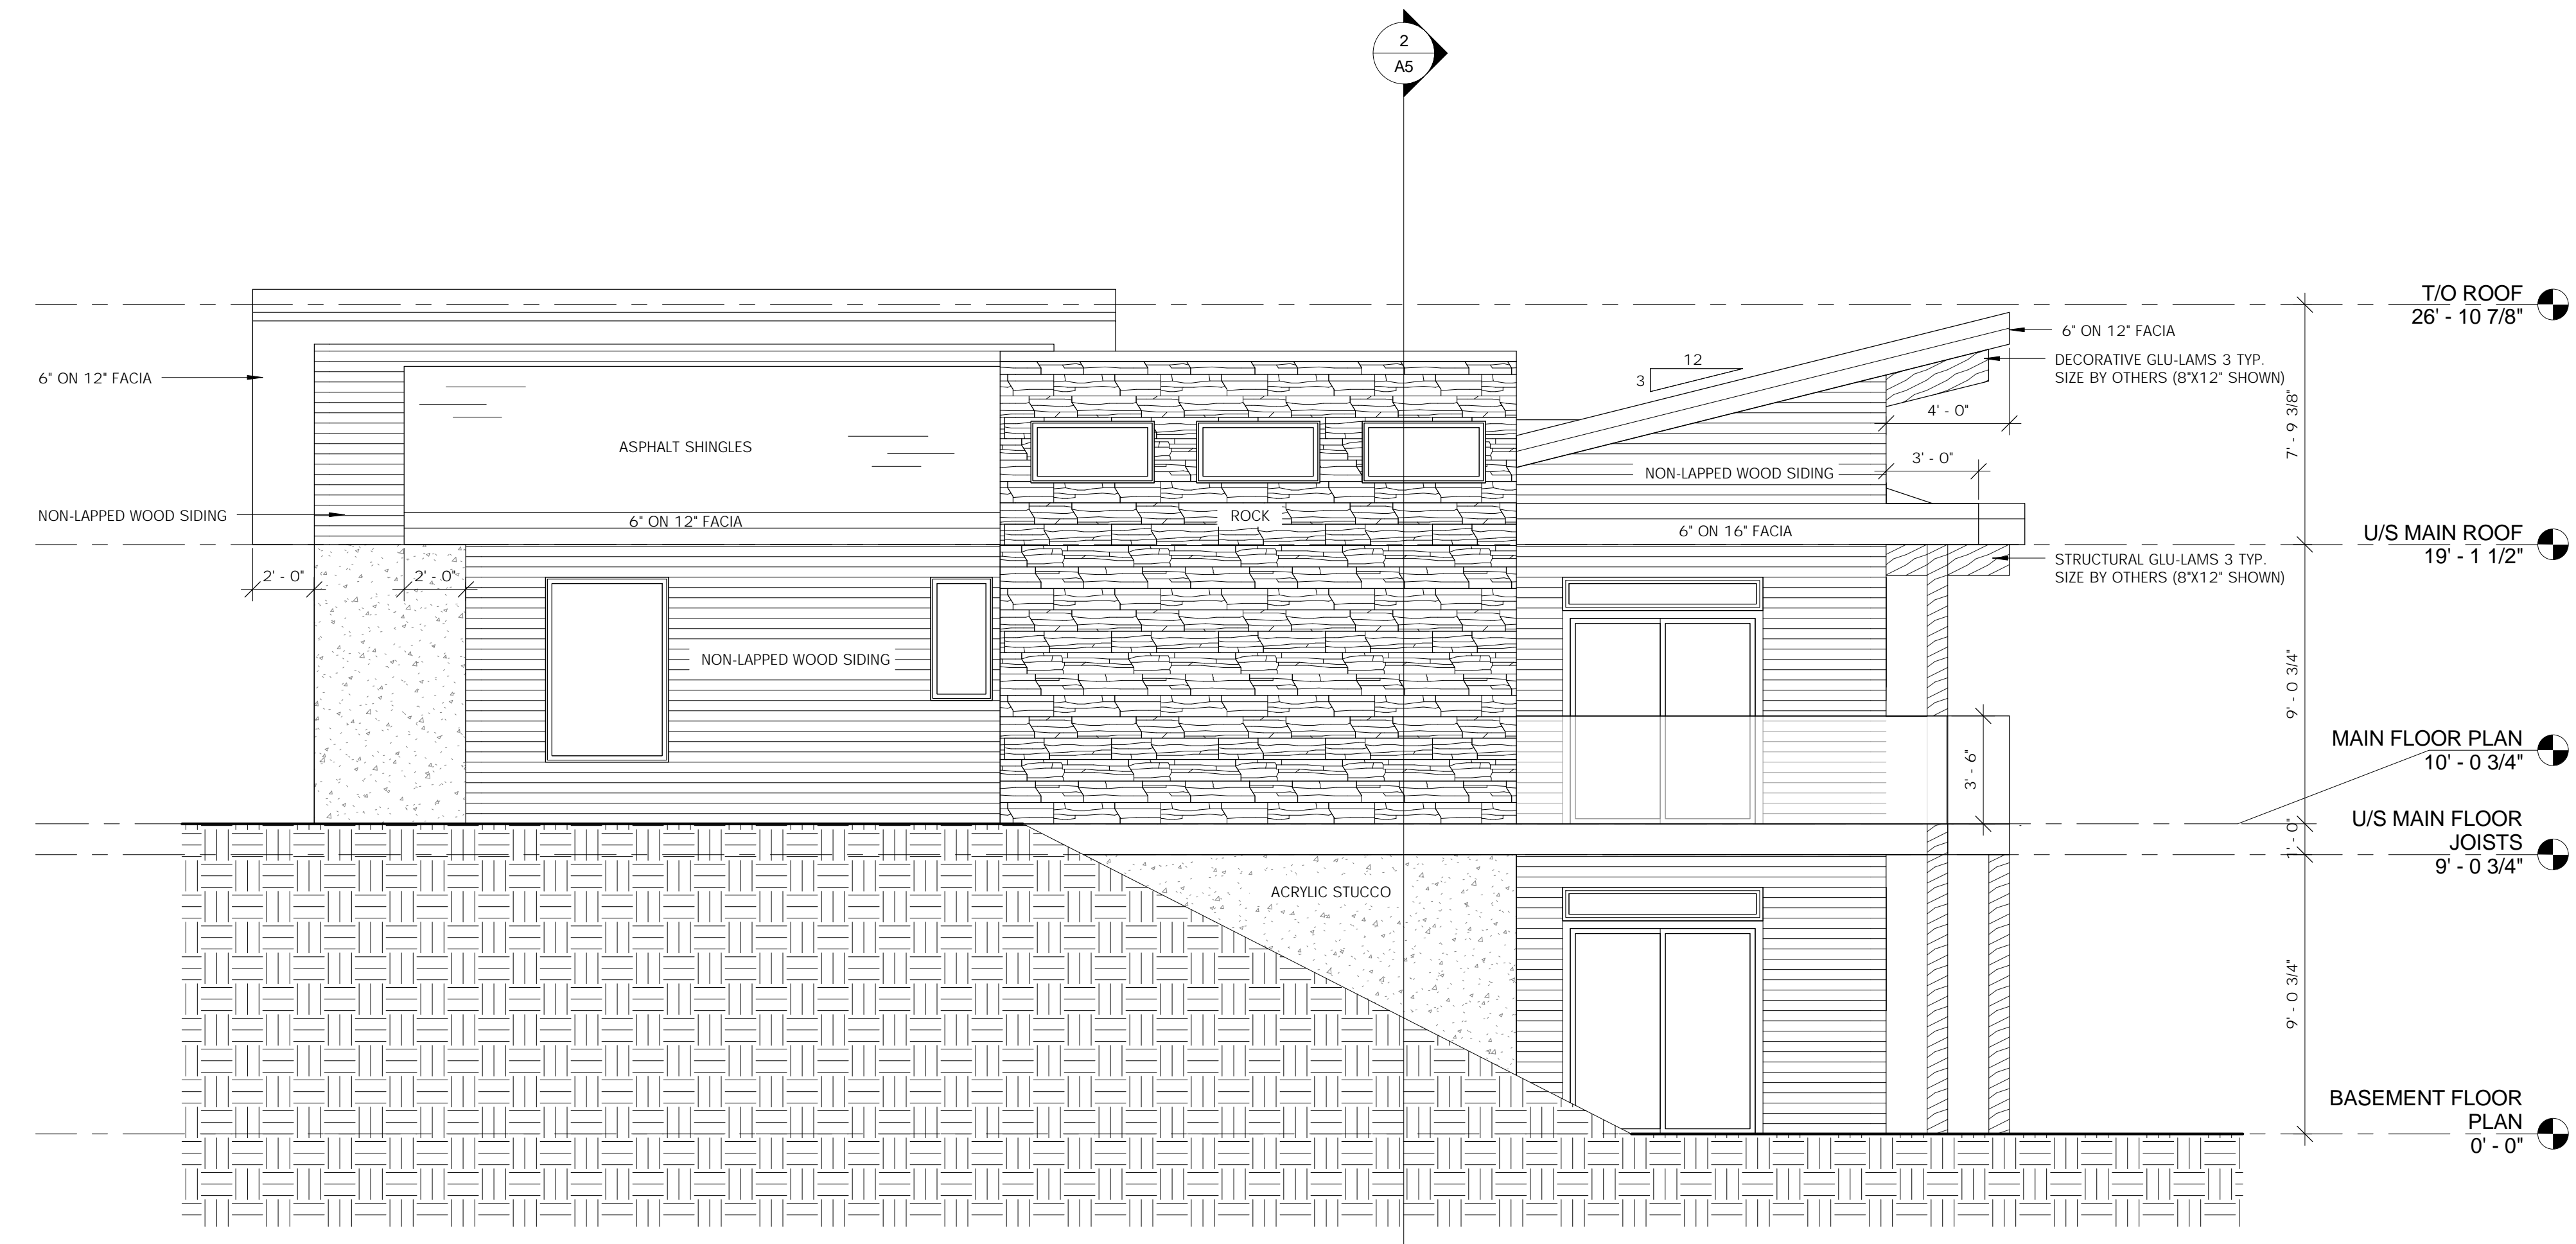 2
A5
T/O ROOF
26' - 10 7/8"
6" ON 12" FACIA
12
3
DECORATIVE GLU-LAMS 3 TYP.
SIZE BY OTHERS (8"X12" SHOWN)
6" ON 12" FACIA
4' - 0"
7' - 9 3/8"
ASPHALT SHINGLES
3' - 0"
NON-LAPPED WOOD SIDING
NON-LAPPED WOOD SIDING
6" ON 12" FACIA
ROCK
6" ON 16" FACIA
U/S MAIN ROOF
19' - 1 1/2"
STRUCTURAL GLU-LAMS 3 TYP.
SIZE BY OTHERS (8"X12" SHOWN)
2' - 0"
2' - 0"
NON-LAPPED WOOD SIDING
9' - 0 3/4"
MAIN FLOOR PLAN
10' - 0 3/4"
3' - 6"
U/S MAIN FLOOR
JOISTS
9' - 0 3/4"
1' - 0"
ACRYLIC STUCCO
9' - 0 3/4"
BASEMENT FLOOR
PLAN
0' - 0"